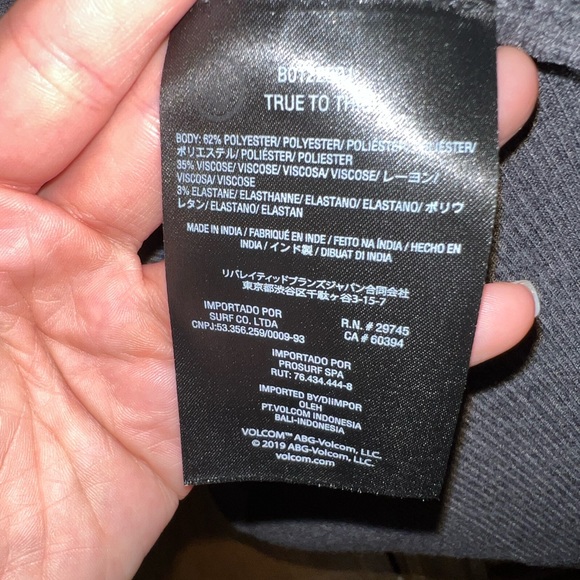 TRUE TO
BODY: 62% POLYESTER/ POLYESTER/ POLIÉSTER/ POLIÉSTER/
ポリエステル/ POLIÉSTER/ POLIESTER
35% VISCOSE/ VISCOSE/ VISCOSA/ VISCOSE/ レーヨン/
VISCOSA/ VISCOSE
3% ELASTANE/ ELASTHANNE/ ELASTANO/ ELASTANO/ ポリウ
レタン/ ELASTANO/ ELASTAN
MADE IN INDIA / FABRIQUÉ EN INDE / FEITO NA ÍNDIA / HECHO EN
INDIA / インド製 / DIBUAT DI INDIA
リバレイティッドブランズジャパン合同会社
東京都渋谷区千駄ヶ谷3-15-7
IMPORTADO POR
SURF CO. LTDA
CNPJ:53.356.259/0009-93
R.N. # 29745
CA # 60394
IMPORTADO POR
PROSURF SPA
RUT: 76.434.444-8
IMPORTED BY/DIIMPOR
OLEH
PT.VOLCOM INDONESIA
BALI-INDONESIA
VOLCOM™ ABG-Volcom, LLC.
© 2019 ABG-Volcom, LLC.
volcom.com